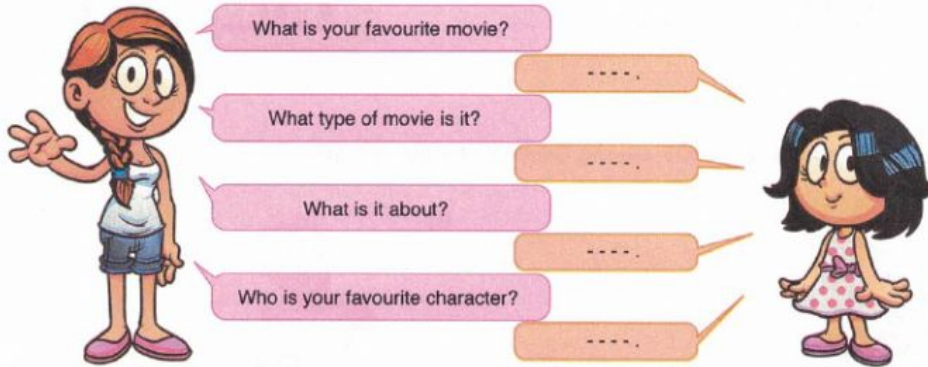 What is your favourite movie?
- - - - .
What type of movie is it?
- - - - .
What is it about?
- - - - .
Who is your favourite character?
- - - - .